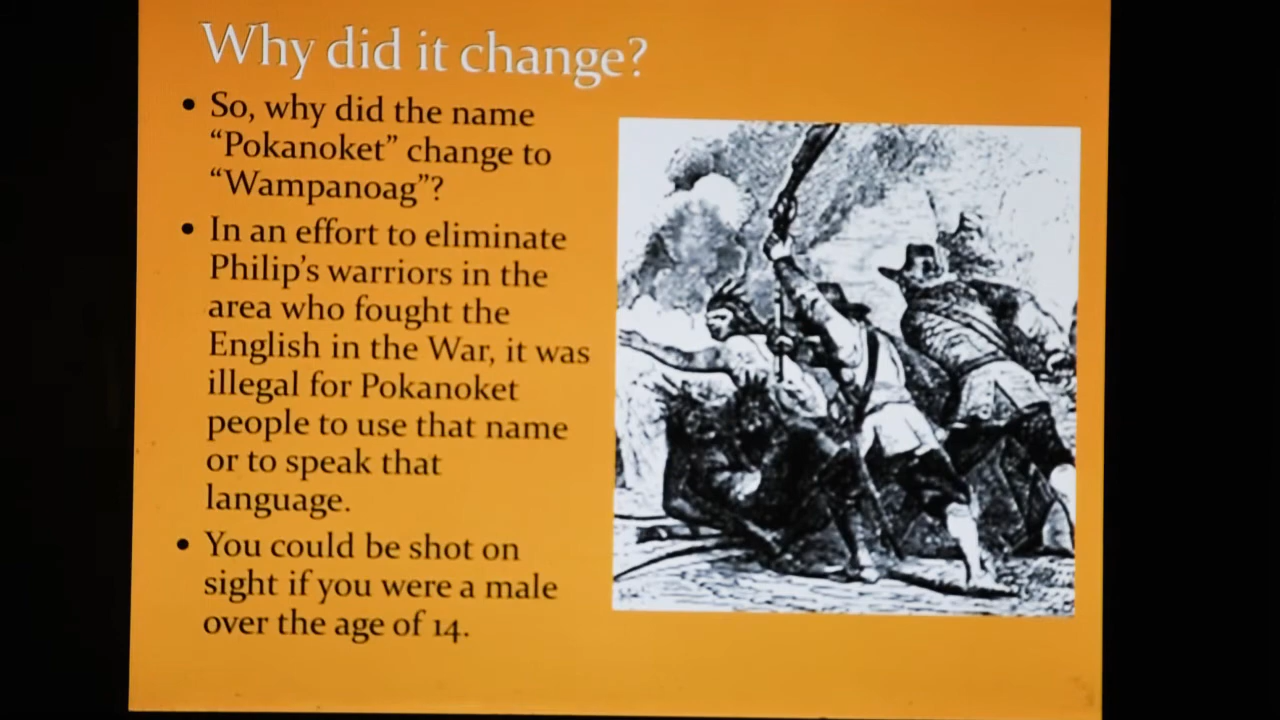 Why did it change?
• So, why did the name
“Pokanoket” change to
“Wampanoag”?
• In an effort to eliminate
Philip’s warriors in the
area who fought the
English in the War, it was
illegal for Pokanoket
people to use that name
or to speak that
language.
• You could be shot on
sight if you were a male
over the age of 14.